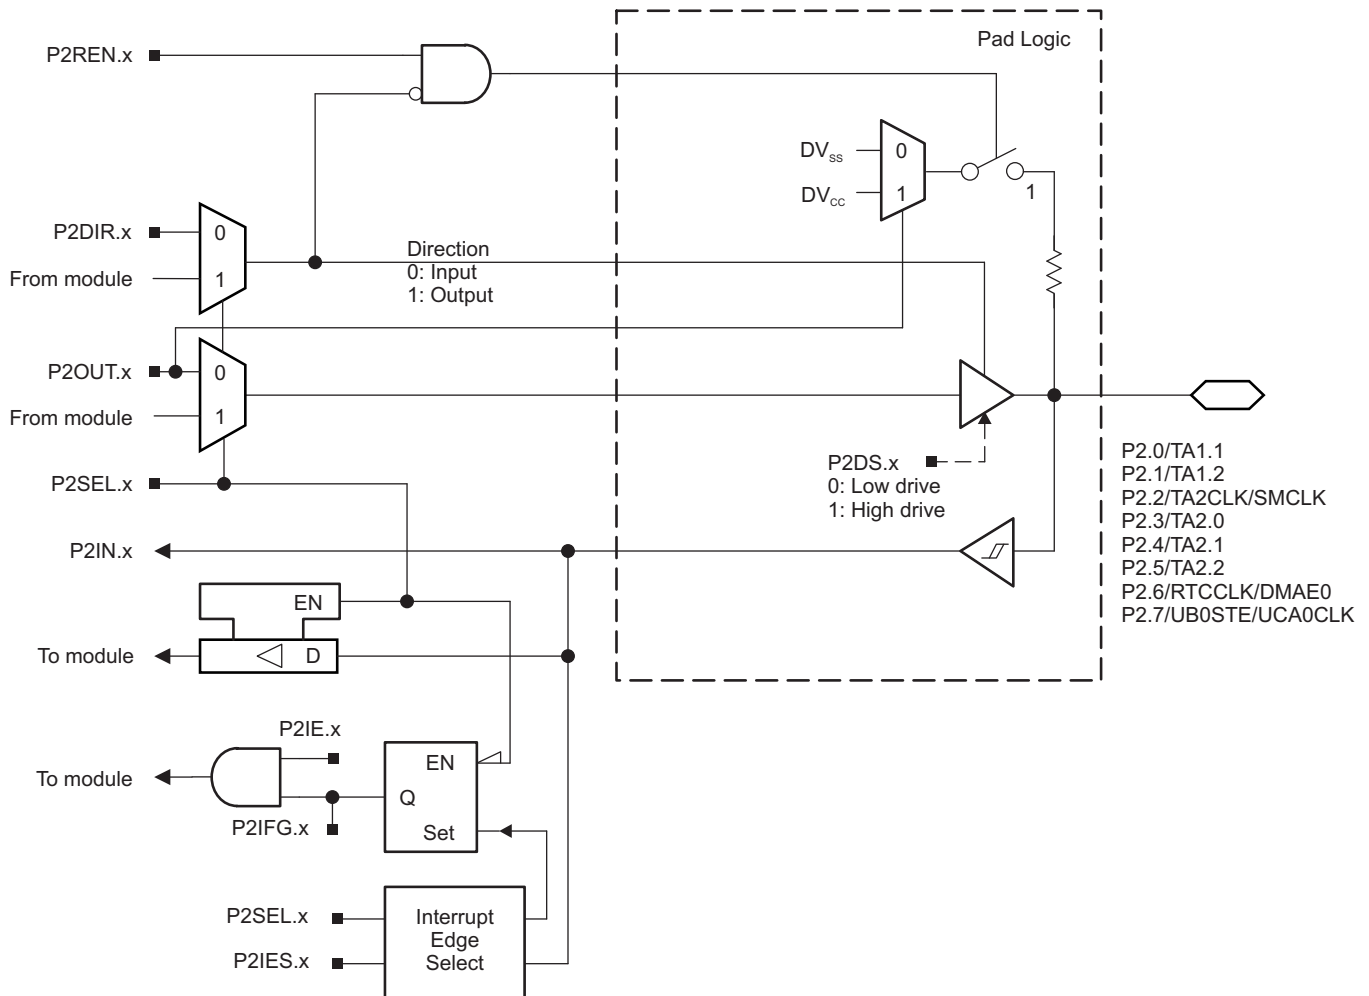 Pad Logic
P2REN.x
DVSS
0
DVCC
1
1
P2DIR.x
0
From module
1
Direction
0: Input
1: Output
P2OUT.x
0
From module
1
P2DS.x
0: Low drive
1: High drive
P2SEL.x
P2IN.x
P2.0/TA1.1
P2.1/TA1.2
P2.2/TA2CLK/SMCLK
P2.3/TA2.0
P2.4/TA2.1
P2.5/TA2.2
P2.6/RTCCLK/DMAE0
P2.7/UB0STE/UCA0CLK
EN
To module
D
P2IE.x
EN
To module
Q
P2IFG.x
Set
P2SEL.x
P2IES.x
Interrupt
Edge
Select